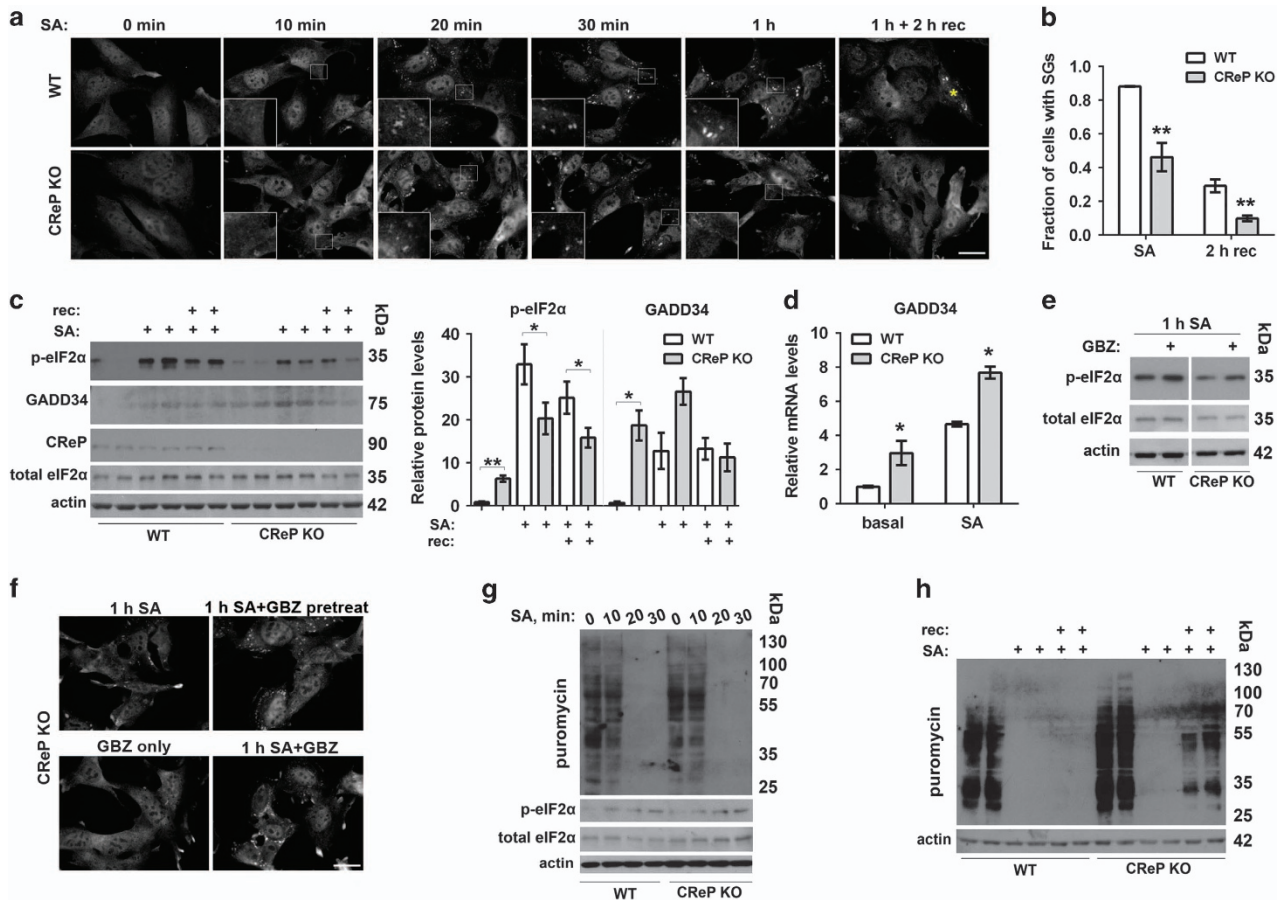 a
SA: 0 min 10 min 20 min 30 min 1 h 1 h + 2 h rec
WT
*
CReP KO
b
WT
CReP KO
Fraction of cells with SGs
1.0
0.8
0.6
0.4
0.2
0.0
**
**
SA 2 h rec
c
rec: + + + +
SA: + + + + + + + +
kDa
p-eIF2α 35
GADD34 75
CReP 90
total eIF2α 35
actin 42
WT CReP KO
p-eIF2α GADD34
WT
CReP KO
Relative protein levels
40
30
20
10
0
** * * *
SA: + + + + + + + +
rec: + + + +
d
GADD34
WT
CReP KO
Relative mRNA levels
10
8
6
4
2
0
* *
basal SA
e
1 h SA
GBZ: + +
kDa
p-eIF2α 35
total eIF2α 35
actin 42
WT CReP KO
f
1 h SA 1 h SA+GBZ pretreat
GBZ only 1 h SA+GBZ
CReP KO
g
SA, min: 0 10 20 30 0 10 20 30
kDa
puromycin
130
100
70
55
35
25
p-eIF2α
total eIF2α
actin
WT CReP KO
h
rec: + + + +
SA: + + + + + + + +
kDa
puromycin
130
100
70
55
35
25
actin 42
WT CReP KO